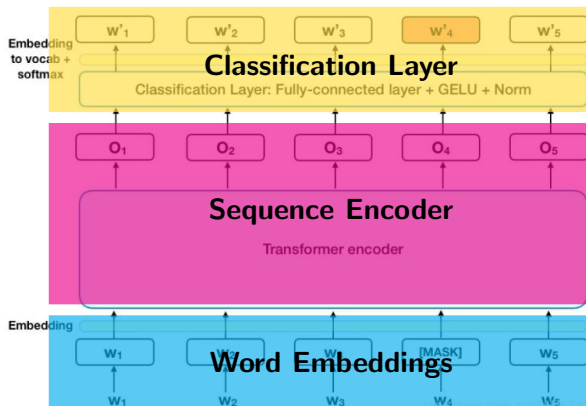 w'1 w'2 w'3 w'4 w'5
Embedding
to vocab +
softmax
Classification Layer
Classification Layer: Fully-connected layer + GELU + Norm
O1 O2 O3 O4 O5
Sequence Encoder
Transformer encoder
Embedding
W1 W2 W [MASK] W5
Word Embeddings
W1 W2 W3 W4 W5